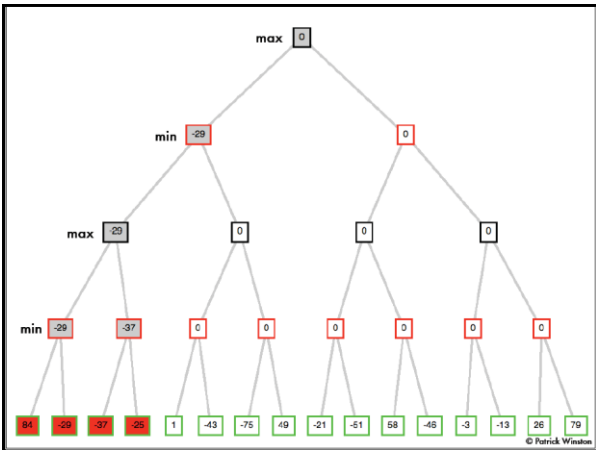 max 0
min -29 0
max -29 0 0 0
min -29 -37 0 0 0 0 0 0
84 -29 -37 -25 1 -43 -75 49 -21 -51 58 -46 -3 -13 26 79
© Patrick Winston